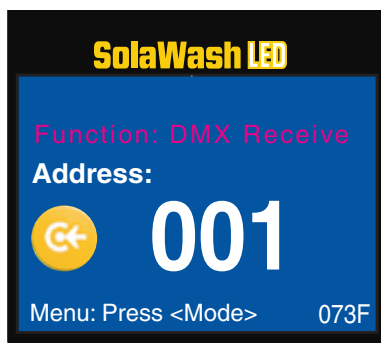 SolaWash LED
Function: DMX Receive
Address:
001
Menu: Press <Mode> 073F